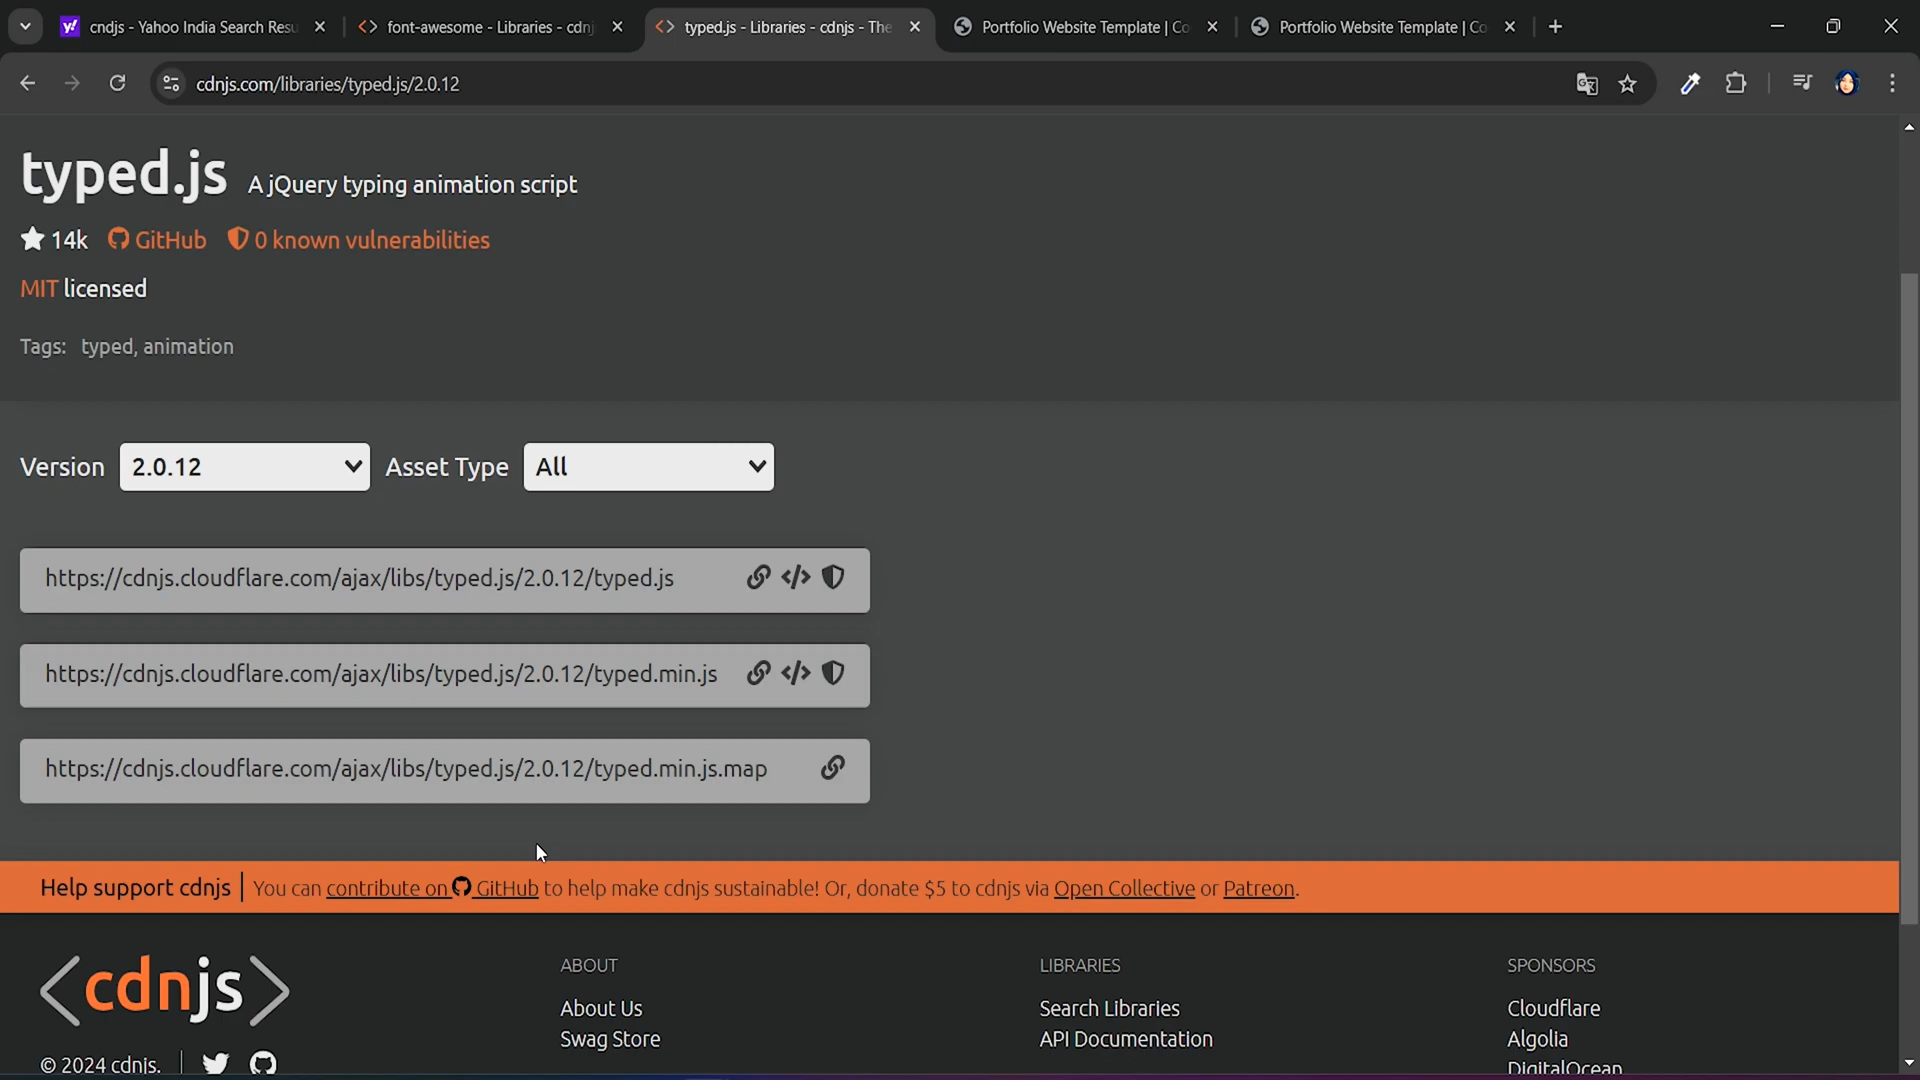 cndjs - Yahoo India Search Resu
font-awesome - Libraries - cdnj
typed.js - Libraries - cdnjs - The
Portfolio Website Template | Co
Portfolio Website Template | Co
cdnjs.com/libraries/typed.js/2.0.12
typed.js A jQuery typing animation script
14k GitHub 0 known vulnerabilities
MIT licensed
Tags: typed, animation
Version 2.0.12 Asset Type All
https://cdnjs.cloudflare.com/ajax/libs/typed.js/2.0.12/typed.js
https://cdnjs.cloudflare.com/ajax/libs/typed.js/2.0.12/typed.min.js
https://cdnjs.cloudflare.com/ajax/libs/typed.js/2.0.12/typed.min.js.map
Help support cdnjs | You can contribute on GitHub to help make cdnjs sustainable! Or, donate $5 to cdnjs via Open Collective or Patreon.
<cdnjs>
© 2024 cdnjs.
ABOUT
About Us
Swag Store
LIBRARIES
Search Libraries
API Documentation
SPONSORS
Cloudflare
Algolia
DigitalOcean